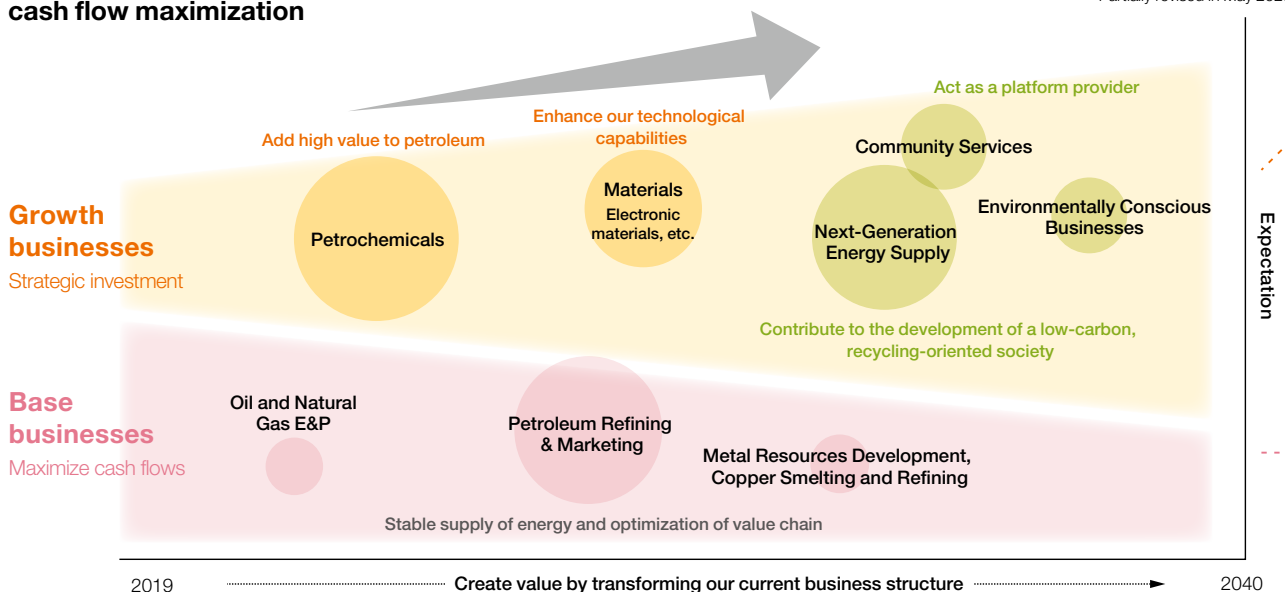 cash flow maximization
Partially revised in May
Act as a platform provider
Enhance our technological
capabilities
Add high value to petroleum
Community Services
Materials
Electronic
materials, etc.
Petrochemicals
Next-Generation
Energy Supply
Environmentally Conscious
Businesses
Growth
businesses
Strategic investment
Expectation
Contribute to the development of a low-carbon,
recycling-oriented society
Base
businesses
Maximize cash flows
Oil and Natural
Gas E&P
Petroleum Refining
& Marketing
Metal Resources Development,
Copper Smelting and Refining
Stable supply of energy and optimization of value chain
2019
Create value by transforming our current business structure
2040